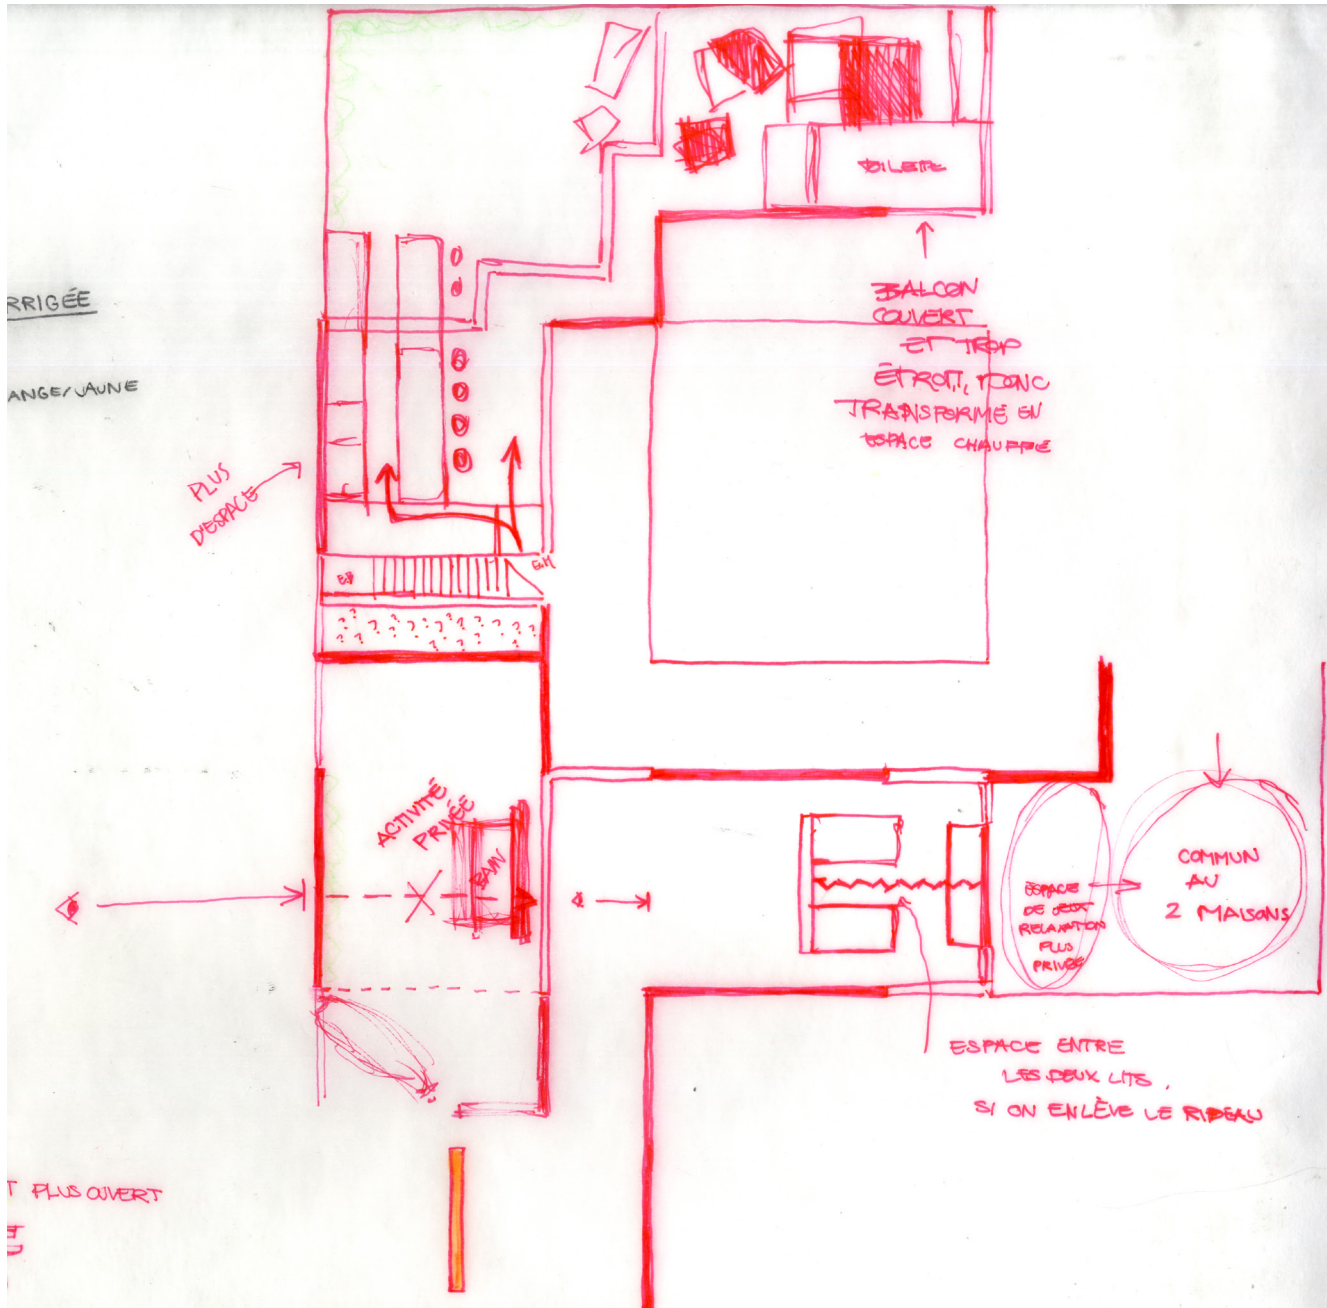 BALCON
COUVERT
ET TROP
ÉTROIT, DONC
TRANSFORMÉ EN
ESPACE CHAUFFÉ
RRIGÉE
ANGE/JAUNE
PLUS
D'ESPACE
? ? ? ? ? ? ? ? ? ?
ACTIVITÉ
PRIVÉE
BAIN
ESPACE
DE JEUX
RELAXATION
PLUS
PRIVÉE
COMMUN
AU
2 MAISONS
ESPACE ENTRE
LES DEUX LITS,
SI ON ENLÈVE LE RIDEAU
T PLUS OUVERT
ET